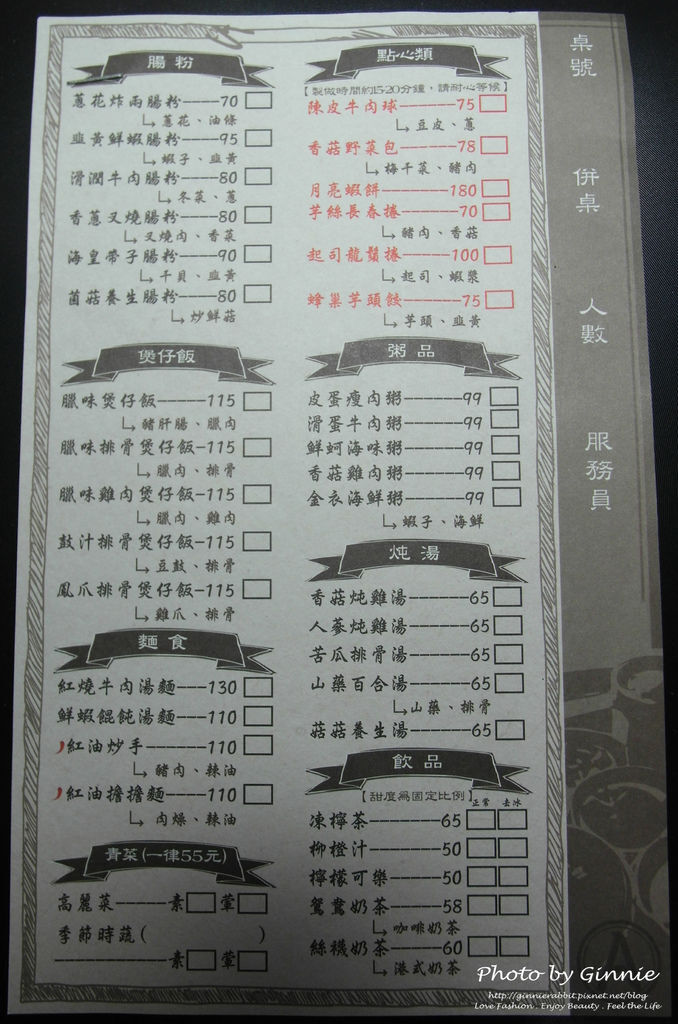 腸粉
蔥花炸兩腸粉-----70
蔥花、油條
韭黃鮮蝦腸粉----95
蝦子、韭黃
滑潤牛肉腸粉----80
冬菜、蔥
香蔥叉燒腸粉----80
叉燒肉、香菜
海皇帶子腸粉----90
干貝、韭黃
菌菇養生腸粉----80
炒鮮菇
煲仔飯
臘味煲仔飯------115
豬肝腸、臘肉
臘味排骨煲仔飯-115
臘肉、排骨
臘味雞肉煲仔飯-115
臘肉、雞肉
鼓汁排骨煲仔飯-115
豆鼓、排骨
鳳爪排骨煲仔飯-115
雞爪、排骨
麵食
紅燒牛肉湯麵---130
鮮蝦餛飩湯麵---110
紅油炒手-------110
豬肉、辣油
紅油擔擔麵-----110
肉燥、辣油
青菜(一律55元)
高麗菜------素 葷
季節時蔬( )
-------------素 葷
點心類
【製做時間約15-20分鐘，請耐心等候】
陳皮牛肉球-------75
豆皮、蔥
香菇野菜包-------78
梅干菜、豬肉
月亮蝦餅--------180
芋絲長春捲-------70
豬肉、香菇
起司龍鬚捲------100
起司、蝦漿
蜂巢芋頭餃------75
芋頭、韭黃
粥品
皮蛋瘦肉粥-------99
滑蛋牛肉粥-------99
鮮蚵海味粥-------99
香菇雞肉粥-------99
金衣海鮮粥-------99
蝦子、海鮮
炖湯
香菇炖雞湯-------65
人蔘炖雞湯-------65
苦瓜排骨湯-------65
山藥百合湯-------65
山藥、排骨
菇菇養生湯-------65
飲品
【甜度為固定比例】 正常 去冰
凍檸茶---------65
柳橙汁---------50
檸檬可樂-------50
鴛鴦奶茶-------58
咖啡奶茶
絲襪奶茶-------60
港式奶茶
桌號
併桌
人數
服務員
Photo by Ginnie
http://ginnierabbit.pixnet.net/blog
Love Fashion . Enjoy Beauty . Feel the Life